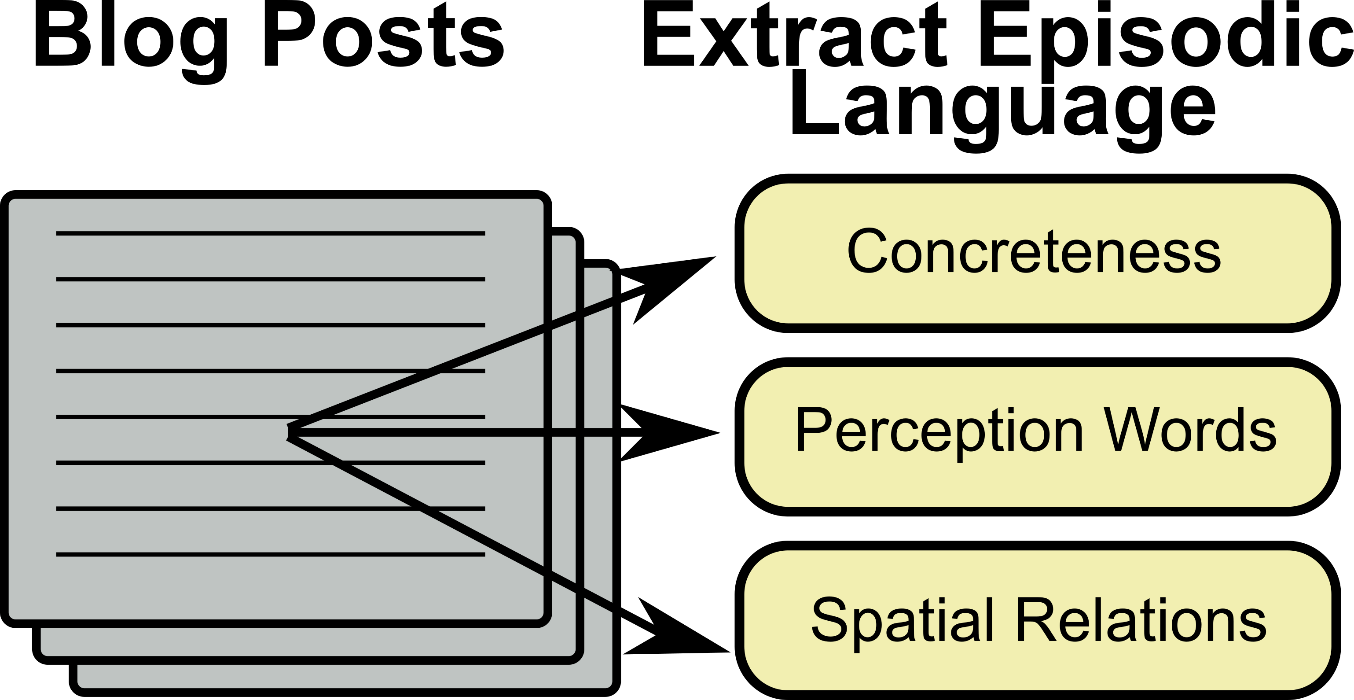 Blog Posts
Extract Episodic
Language
Concreteness
Perception Words
Spatial Relations